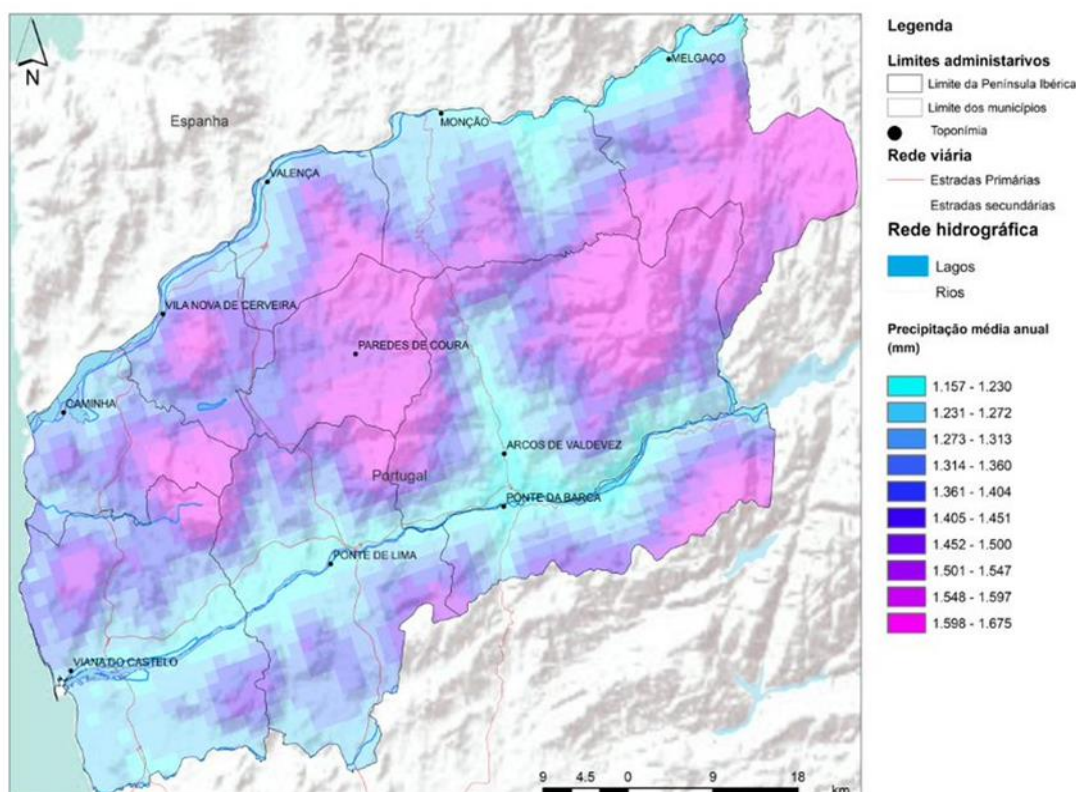 N
Espanha
MELGAÇO
MONÇÃO
VALENÇA
VILA NOVA DE CERVEIRA
PAREDES DE COURA
CAMINHA
ARCOS DE VALDEVEZ
Portugal
PONTE DA BARCA
PONTE DE LIMA
VIANA DO CASTELO
9 4.5 0 9 18
km
Legenda
Limites administarivos
Limite da Península Ibérica
Limite dos municípios
Toponímia
Rede viária
Estradas Primárias
Estradas secundárias
Rede hidrográfica
Lagos
Rios
Precipitação média anual
(mm)
1.157 - 1.230
1.231 - 1.272
1.273 - 1.313
1.314 - 1.360
1.361 - 1.404
1.405 - 1.451
1.452 - 1.500
1.501 - 1.547
1.548 - 1.597
1.598 - 1.675